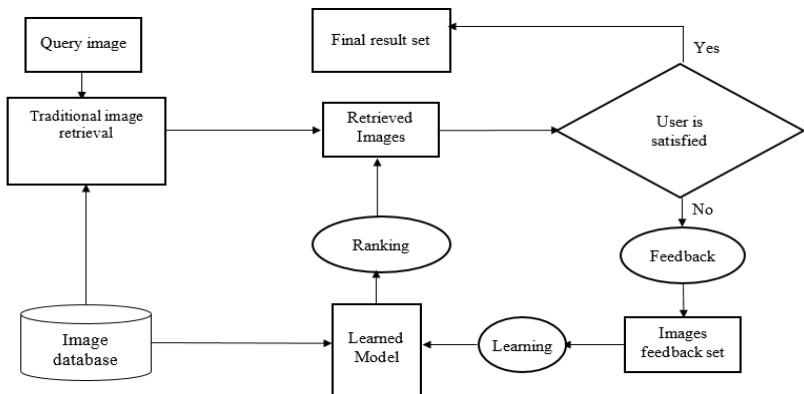 Query image
Final result set
Yes
Traditional image
retrieval
Retrieved
Images
User is
satisfied
No
Ranking
Feedback
Image
database
Learned
Model
Learning
Images
feedback set